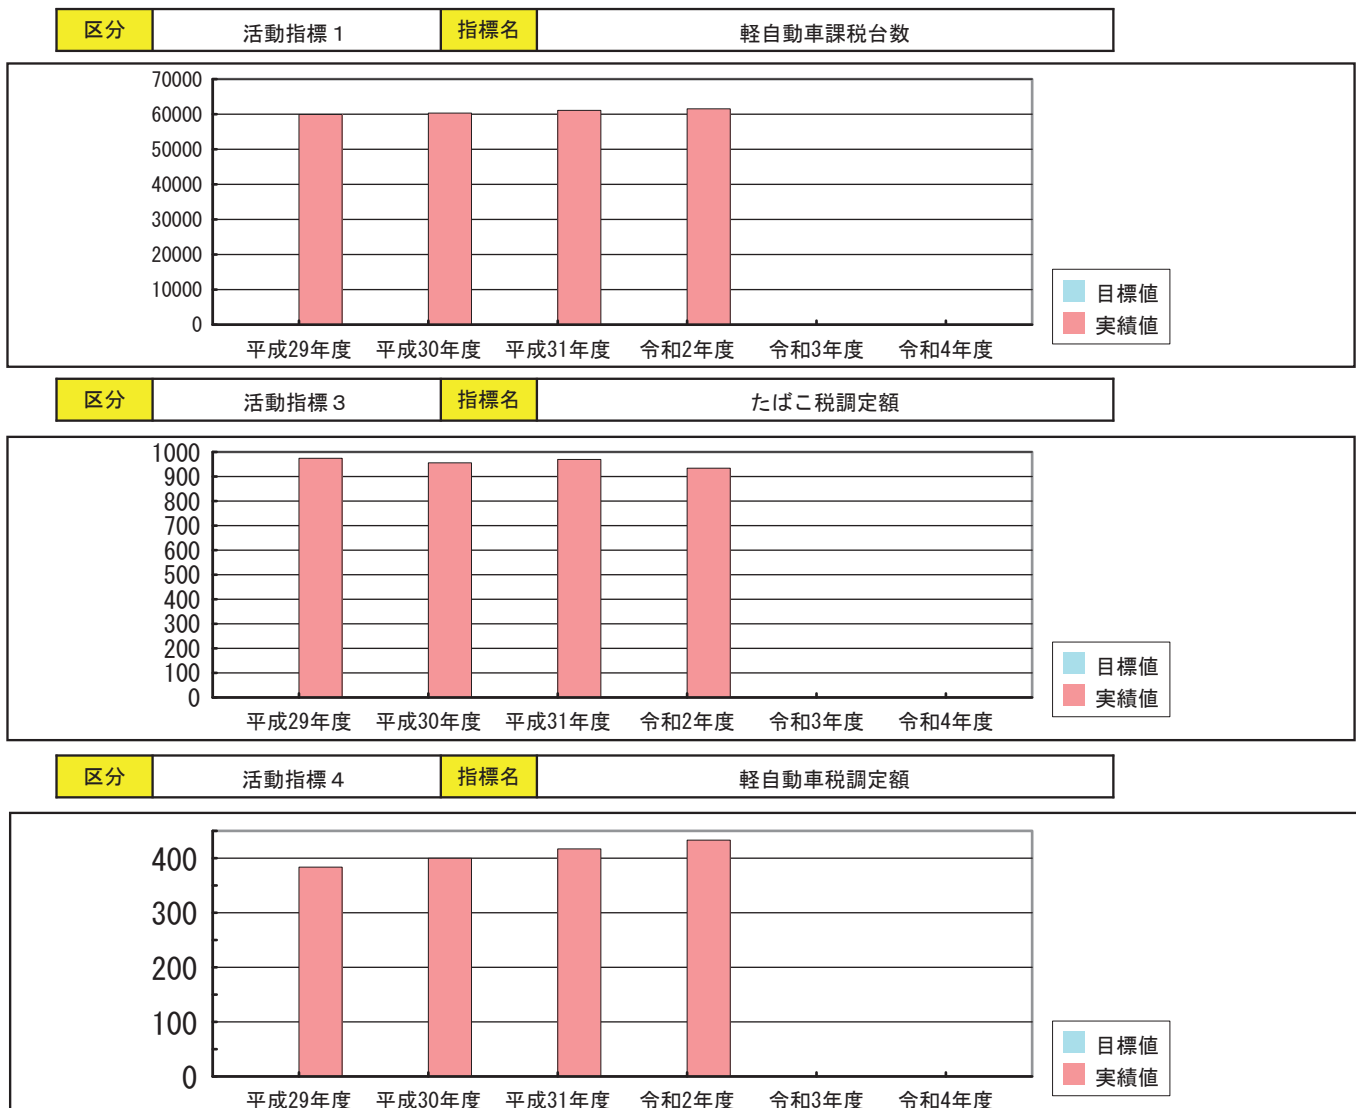 区分 活動指標１ 指標名 軽自動車課税台数
70000
60000
50000
40000
30000
20000
10000
0
平成29年度 平成30年度 平成31年度 令和2年度 令和3年度 令和4年度
目標値
実績値
区分 活動指標３ 指標名 たばこ税調定額
1000
900
800
700
600
500
400
300
200
100
0
平成29年度 平成30年度 平成31年度 令和2年度 令和3年度 令和4年度
目標値
実績値
区分 活動指標４ 指標名 軽自動車税調定額
400
300
200
100
0
平成29年度 平成30年度 平成31年度 令和2年度 令和3年度 令和4年度
目標値
実績値